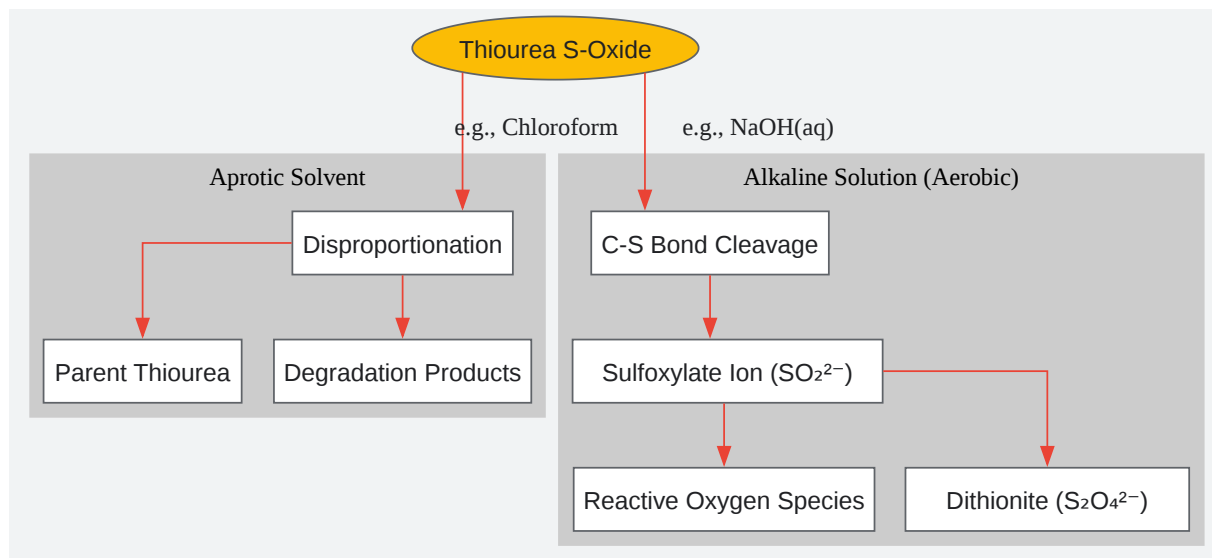 Thiourea S-Oxide
e.g., Chloroform
e.g., NaOH(aq)
Aprotic Solvent
Alkaline Solution (Aerobic)
Disproportionation
C-S Bond Cleavage
Parent Thiourea
Degradation Products
Sulfoxylate Ion (SO₂²⁻)
Reactive Oxygen Species
Dithionite (S₂O₄²⁻)